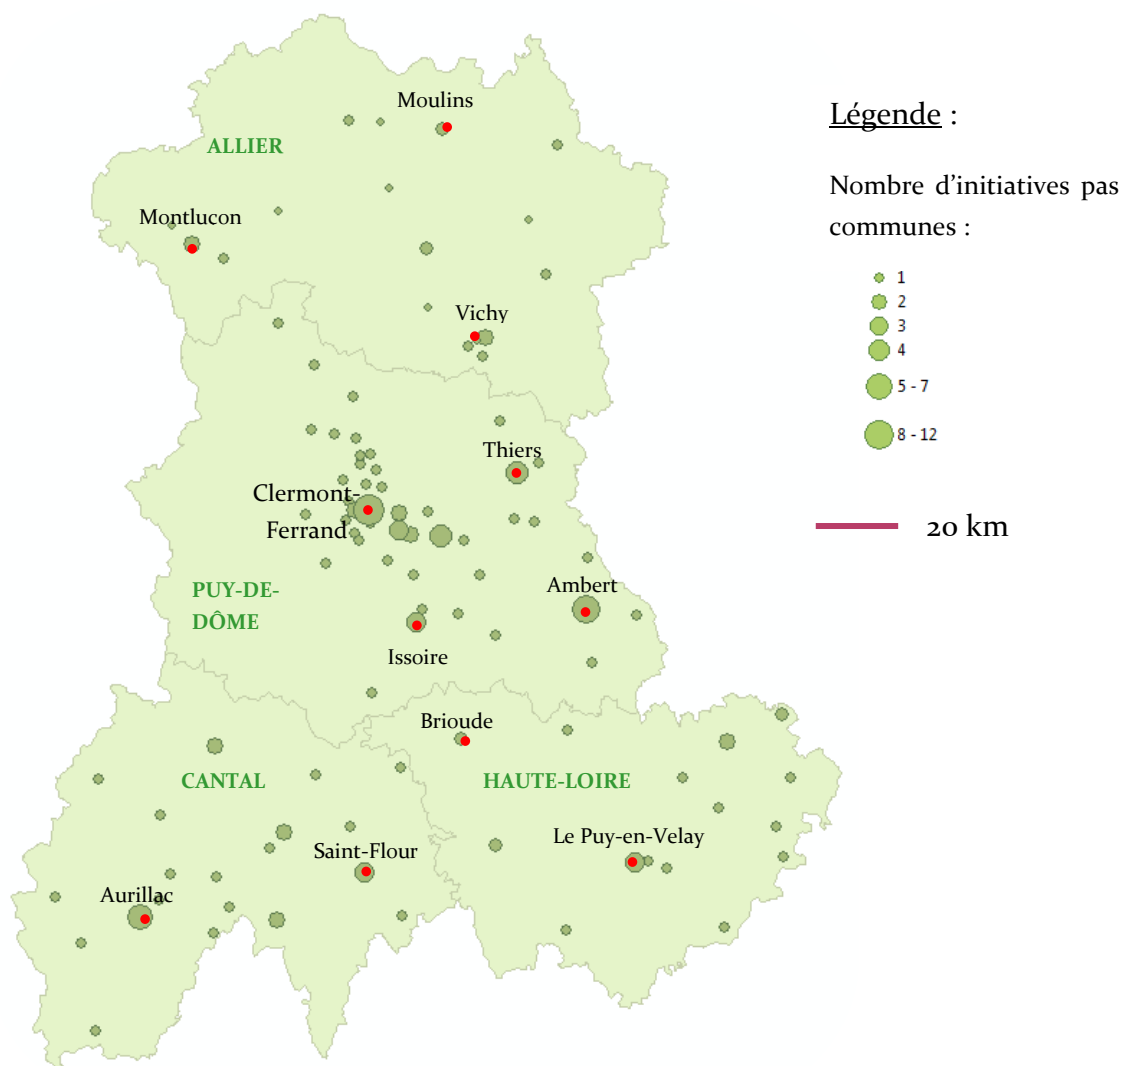 Moulins
ALLIER
Montlucon
Vichy
Thiers
Clermont-
Ferrand
PUY-DE-
DÔME
Ambert
Issoire
Brioude
CANTAL
HAUTE-LOIRE
Saint-Flour
Le Puy-en-Velay
Aurillac
Légende :
Nombre d'initiatives pas
communes :
1
2
3
4
5 - 7
8 - 12
20 km